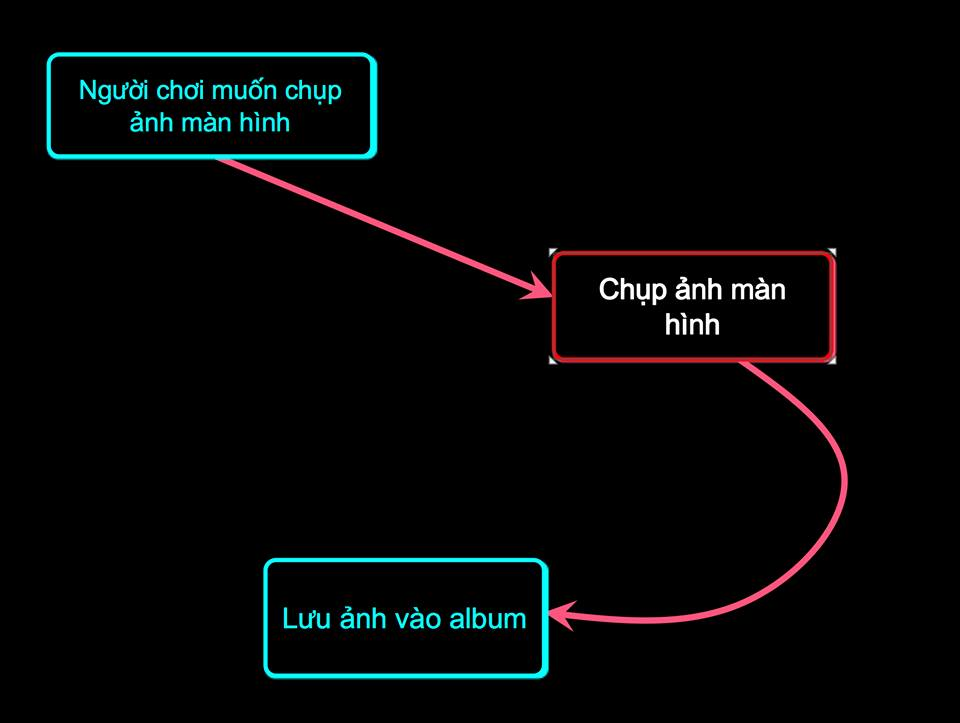 Người chơi muốn chụp
ảnh màn hình
Chụp ảnh màn
hình
Lưu ảnh vào album